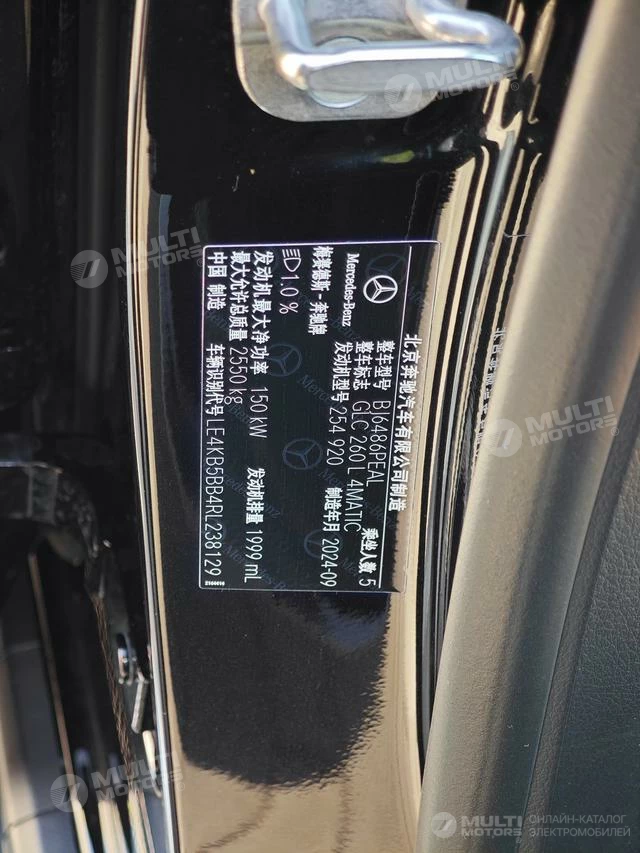 北京奔驰汽车有限公司制造
Mercedes-Benz
梅赛德斯-奔驰牌
整车型号 BJ6486PEAL 乘坐人数 5
整车标志 GLC 260 L 4MATIC
发动机型号 254 920 制造年月 2024-09
1.0 %
发动机最大净功率 150 kW 发动机排量 1999 mL
最大允许总质量 2550 kg
中国 制造 车辆识别代号 LE4KB5BB4RL238129
MULTI MOTORS
MULTI MOTORS
MULTI MOTORS
MULTI MOTORS
MULTI MOTORS
ОНЛАЙН-КАТАЛОГ
ЭЛЕКТРОМОБИЛЕЙ